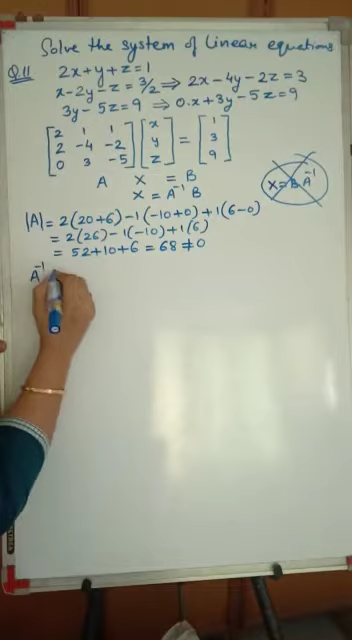 Solve the system of linear equations
Q.11 2x+y+z=1
x-2y-z=3/2 ⇒ 2x-4y-2z=3
3y-5z=9 ⇒ 0.x+3y-5z=9
[2 1 1] [x] = [1]
[2 -4 -2] [y] [3]
[0 3 -5] [z] [9]
A X = B
X = A⁻¹ B
X = B A⁻¹
|A| = 2(20+6)-1(-10+0)+1(6-0)
= 2(26)-1(-10)+1(6)
= 52+10+6 = 68 ≠ 0
A⁻¹